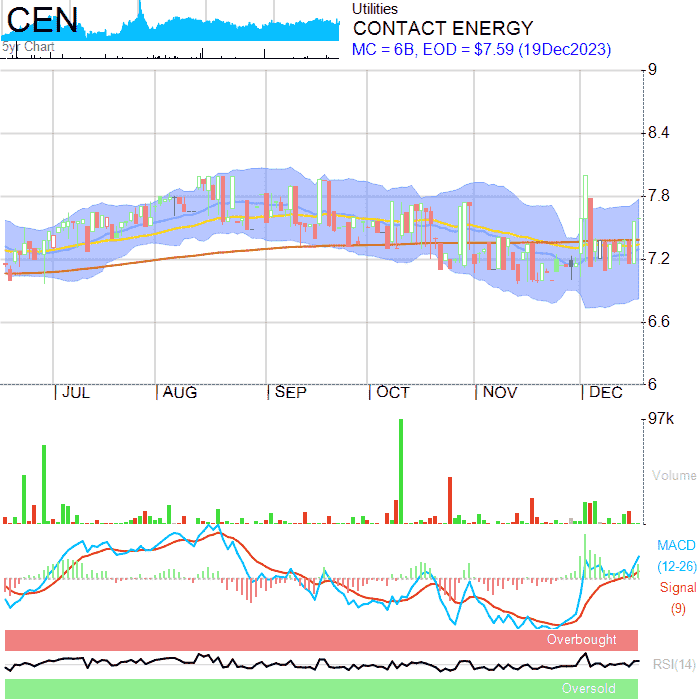 CEN
5yr Chart
Utilities
CONTACT ENERGY
MC = 6B, EOD = $7.59 (19Dec2023)
9
8.4
7.8
7.2
6.6
6
JUL AUG SEP OCT NOV DEC
97k
Volume
MACD
(12-26)
Signal
(9)
Overbought
RSI(14)
Oversold